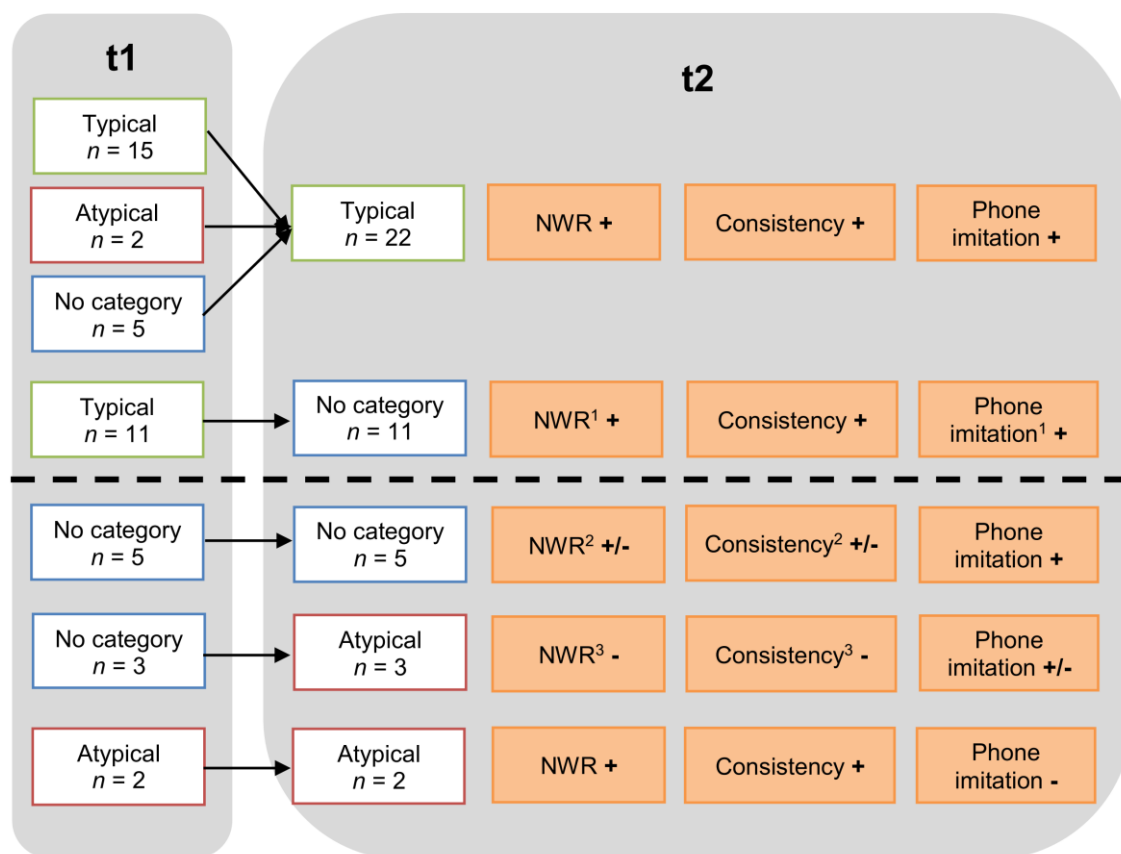 t1
t2
Typical
n = 15
Atypical
n = 2
No category
n = 5
Typical
n = 22
NWR +
Consistency +
Phone
imitation +
Typical
n = 11
No category
n = 11
NWR¹ +
Consistency +
Phone
imitation¹ +
No category
n = 5
No category
n = 5
NWR² +/-
Consistency² +/-
Phone
imitation +
No category
n = 3
Atypical
n = 3
NWR³ -
Consistency³ -
Phone
imitation +/-
Atypical
n = 2
Atypical
n = 2
NWR +
Consistency +
Phone
imitation -